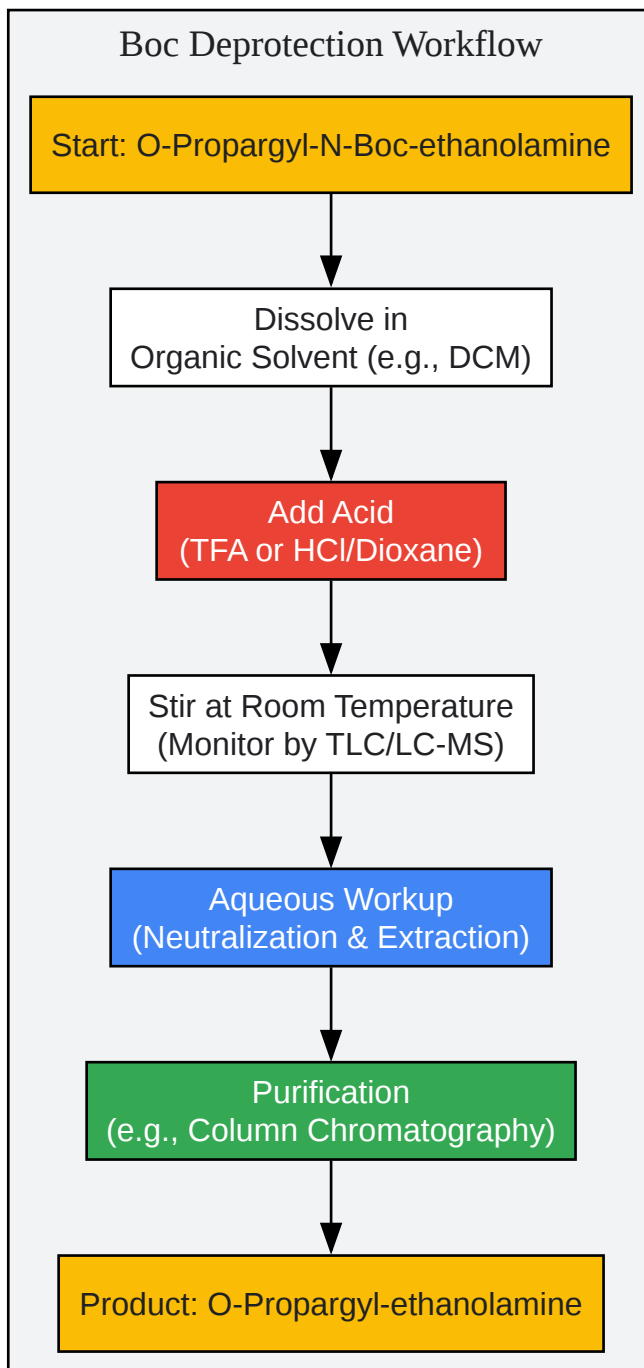 Boc Deprotection Workflow
Start: O-Propargyl-N-Boc-ethanolamine
Dissolve in
Organic Solvent (e.g., DCM)
Add Acid
(TFA or HCl/Dioxane)
Stir at Room Temperature
(Monitor by TLC/LC-MS)
Aqueous Workup
(Neutralization & Extraction)
Purification
(e.g., Column Chromatography)
Product: O-Propargyl-ethanolamine